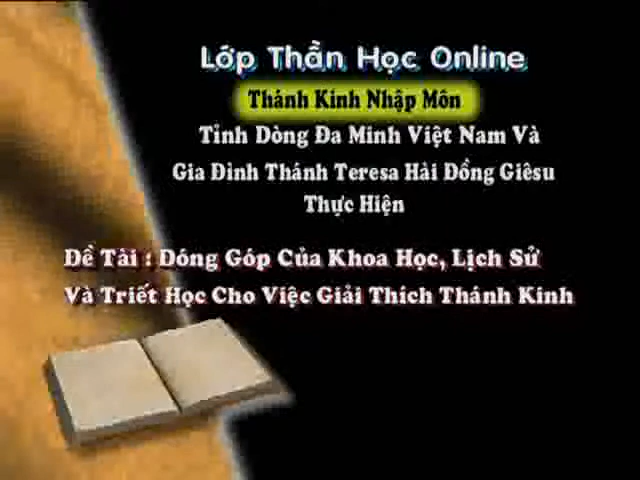 Lớp Thần Học Online
Thánh Kinh Nhập Môn
Tỉnh Dòng Đa Minh Việt Nam Và
Gia Đình Thánh Teresa Hài Đồng Giêsu
Thực Hiện
Đề Tài : Đóng Góp Của Khoa Học, Lịch Sử
Và Triết Học Cho Việc Giải Thích Thánh Kinh